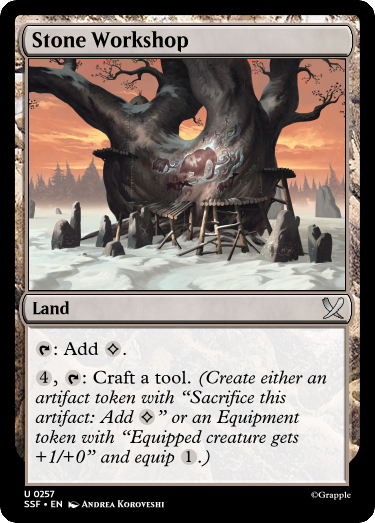 Stone Workshop
Land
: Add .
4, : Craft a tool. (Create either an
artifact token with “Sacrifice this
artifact: Add ” or an Equipment
token with “Equipped creature gets
+1/+0” and equip 1.)
U 0257
SSF • EN Andrea Koroveshi
©Grapple